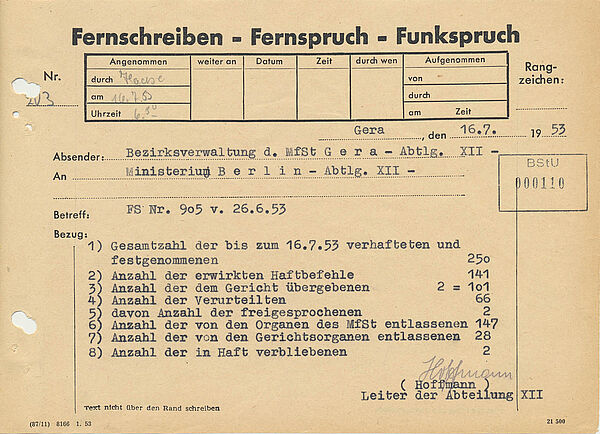 Fernschreiben - Fernspruch - Funkspruch
Nr.
203
Angenommen
durch
am 16.7.53
Uhrzeit 6.30
weiter an
Datum
Zeit
durch wen
Aufgenommen
von
durch
am Zeit
Rang-
zeichen:
Gera , den 16.7. 1953
Absender: Bezirksverwaltung d. MfSt G e r a - Abtlg. XII -
An Ministerium B e r l i n - Abtlg. XII -
BStU
000110
Betreff: FS Nr. 9o5 v. 26.6.53
Bezug:
1) Gesamtzahl der bis zum 16.7.53 verhafteten und
festgenommenen 25o
2) Anzahl der erwirkten Haftbefehle 141
3) Anzahl der dem Gericht übergebenen 2 = 1o1
4) Anzahl der Verurteilten 66
5) davon Anzahl der freigesprochenen 2
6) Anzahl der von den Organen des MfSt entlassenen 147
7) Anzahl der von den Gerichtsorganen entlassenen 28
8) Anzahl der in Haft verbliebenen 2
Hoffmann
( Hoffmann )
Leiter der Abteilung XII
Text nicht über den Rand schreiben
(87/11) 8166 1. 53
21 500